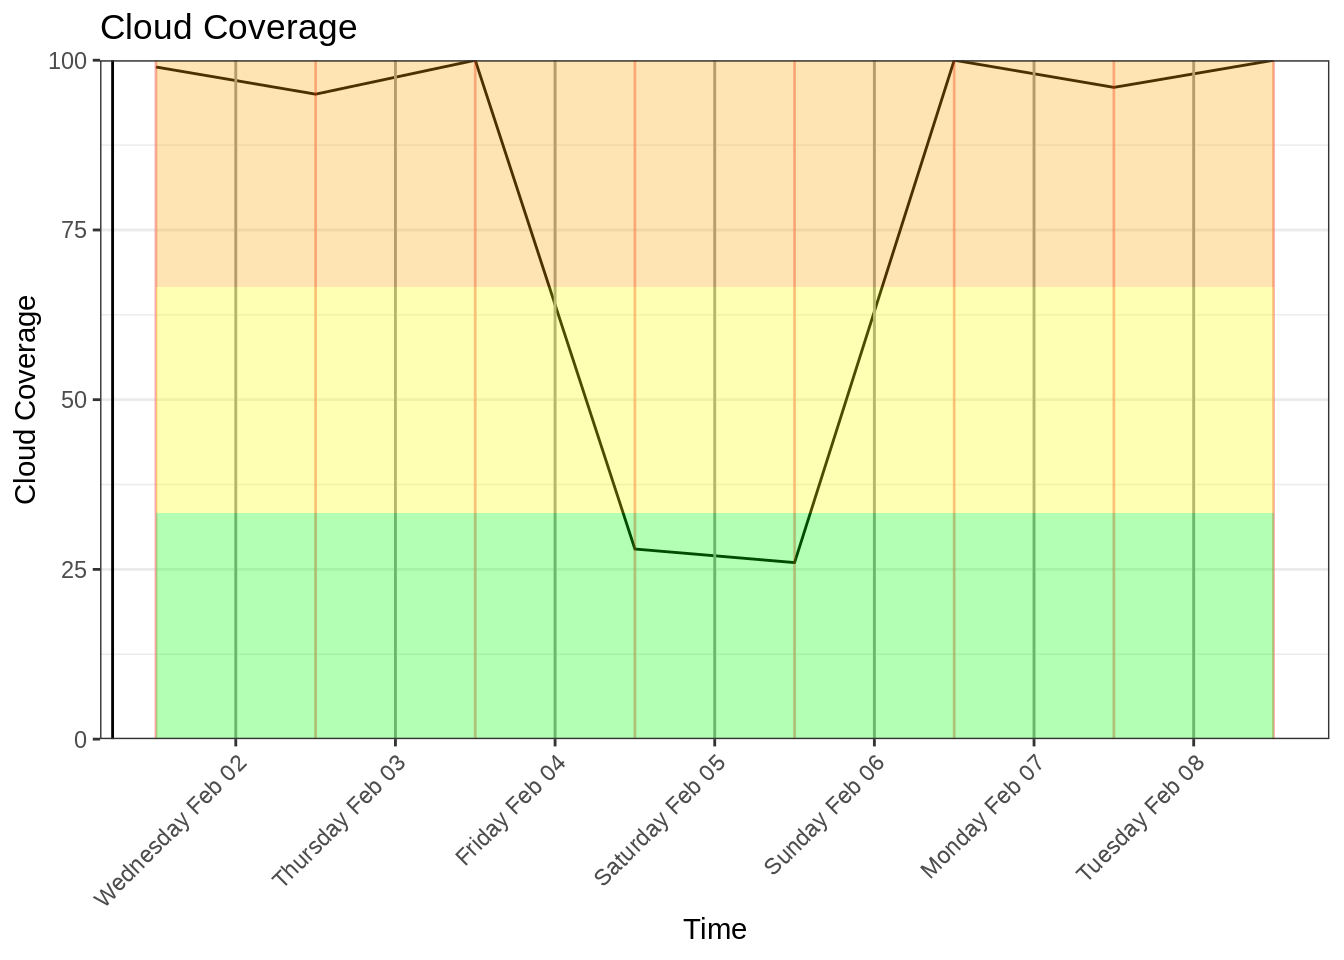 Cloud Coverage
Cloud Coverage
100
75
50
25
0
Wednesday Feb 02
Thursday Feb 03
Friday Feb 04
Saturday Feb 05
Sunday Feb 06
Monday Feb 07
Tuesday Feb 08
Time